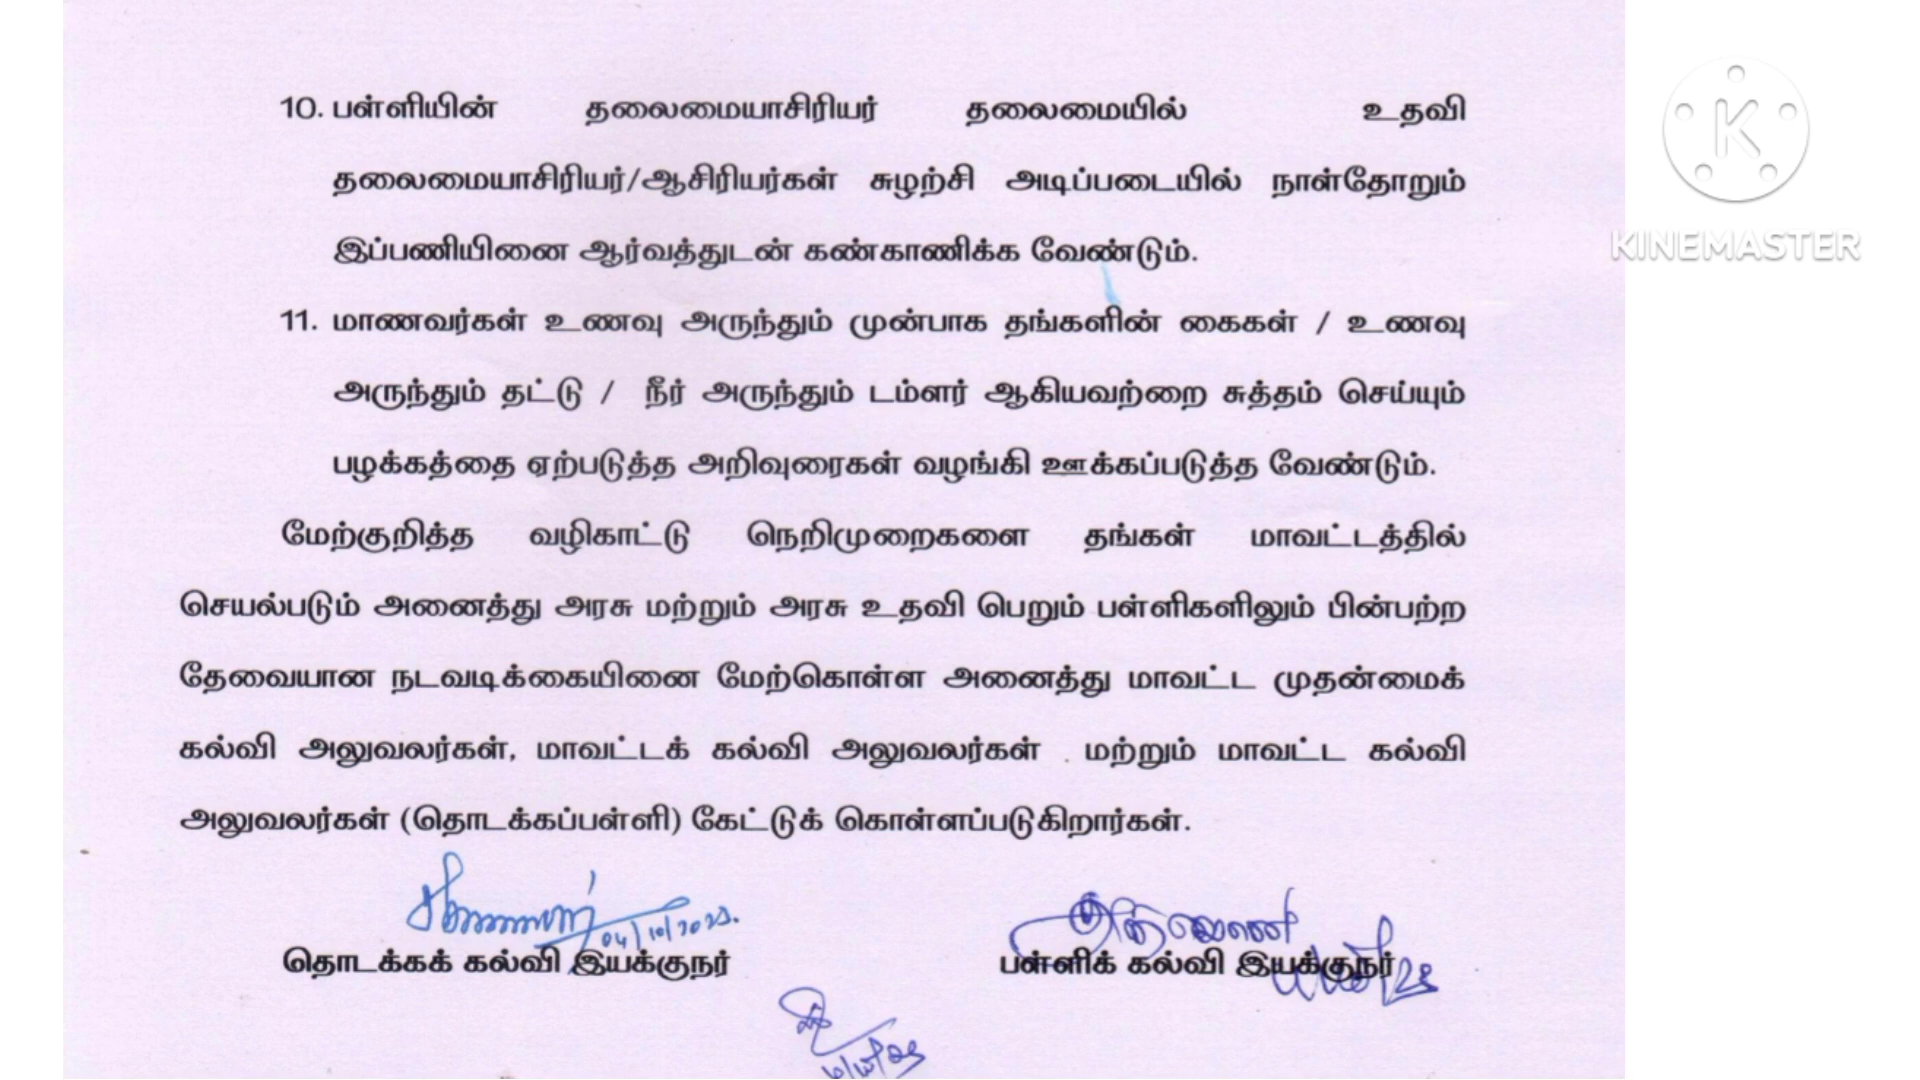 10. பள்ளியின் தலைமையாசிரியர் தலைமையில் உதவி
தலைமையாசிரியர்/ஆசிரியர்கள் சுழற்சி அடிப்படையில் நாள்தோறும்
இப்பணியினை ஆர்வத்துடன் கண்காணிக்க வேண்டும்.
11. மாணவர்கள் உணவு அருந்தும் முன்பாக தங்களின் கைகள் / உணவு
அருந்தும் தட்டு / நீர் அருந்தும் டம்ளர் ஆகியவற்றை சுத்தம் செய்யும்
பழக்கத்தை ஏற்படுத்த அறிவுரைகள் வழங்கி ஊக்கப்படுத்த வேண்டும்.
மேற்குறித்த வழிகாட்டு நெறிமுறைகளை தங்கள் மாவட்டத்தில்
செயல்படும் அனைத்து அரசு மற்றும் அரசு உதவி பெறும் பள்ளிகளிலும் பின்பற்ற
தேவையான நடவடிக்கையினை மேற்கொள்ள அனைத்து மாவட்ட முதன்மைக்
கல்வி அலுவலர்கள், மாவட்டக் கல்வி அலுவலர்கள் மற்றும் மாவட்ட கல்வி
அலுவலர்கள் (தொடக்கப்பள்ளி) கேட்டுக் கொள்ளப்படுகிறார்கள்.
04/10/2023.
தொடக்கக் கல்வி இயக்குநர்
பள்ளிக் கல்வி இயக்குநர்
K
KINEMASTER